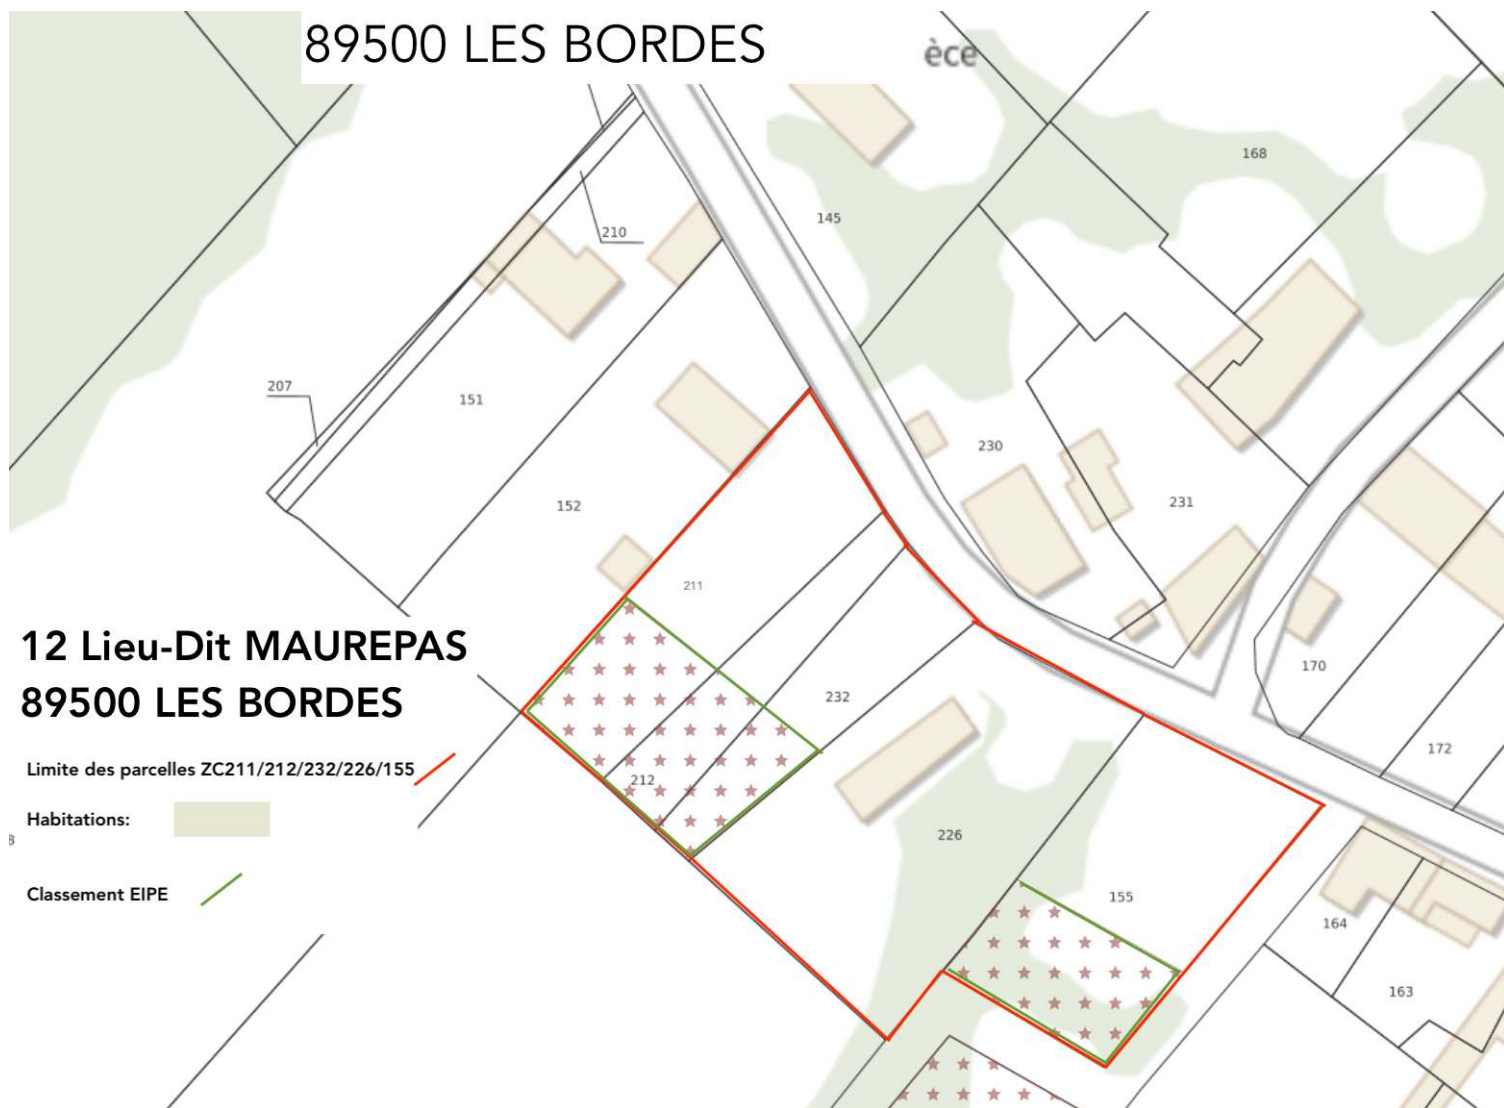 89500 LES BORDES
èce
168
145
210
207
151
230
231
152
211
12 Lieu-Dit MAUREPAS
89500 LES BORDES
170
232
172
Limite des parcelles ZC211/212/232/226/155
212
Habitations:
226
8
Classement EIPE
155
164
163